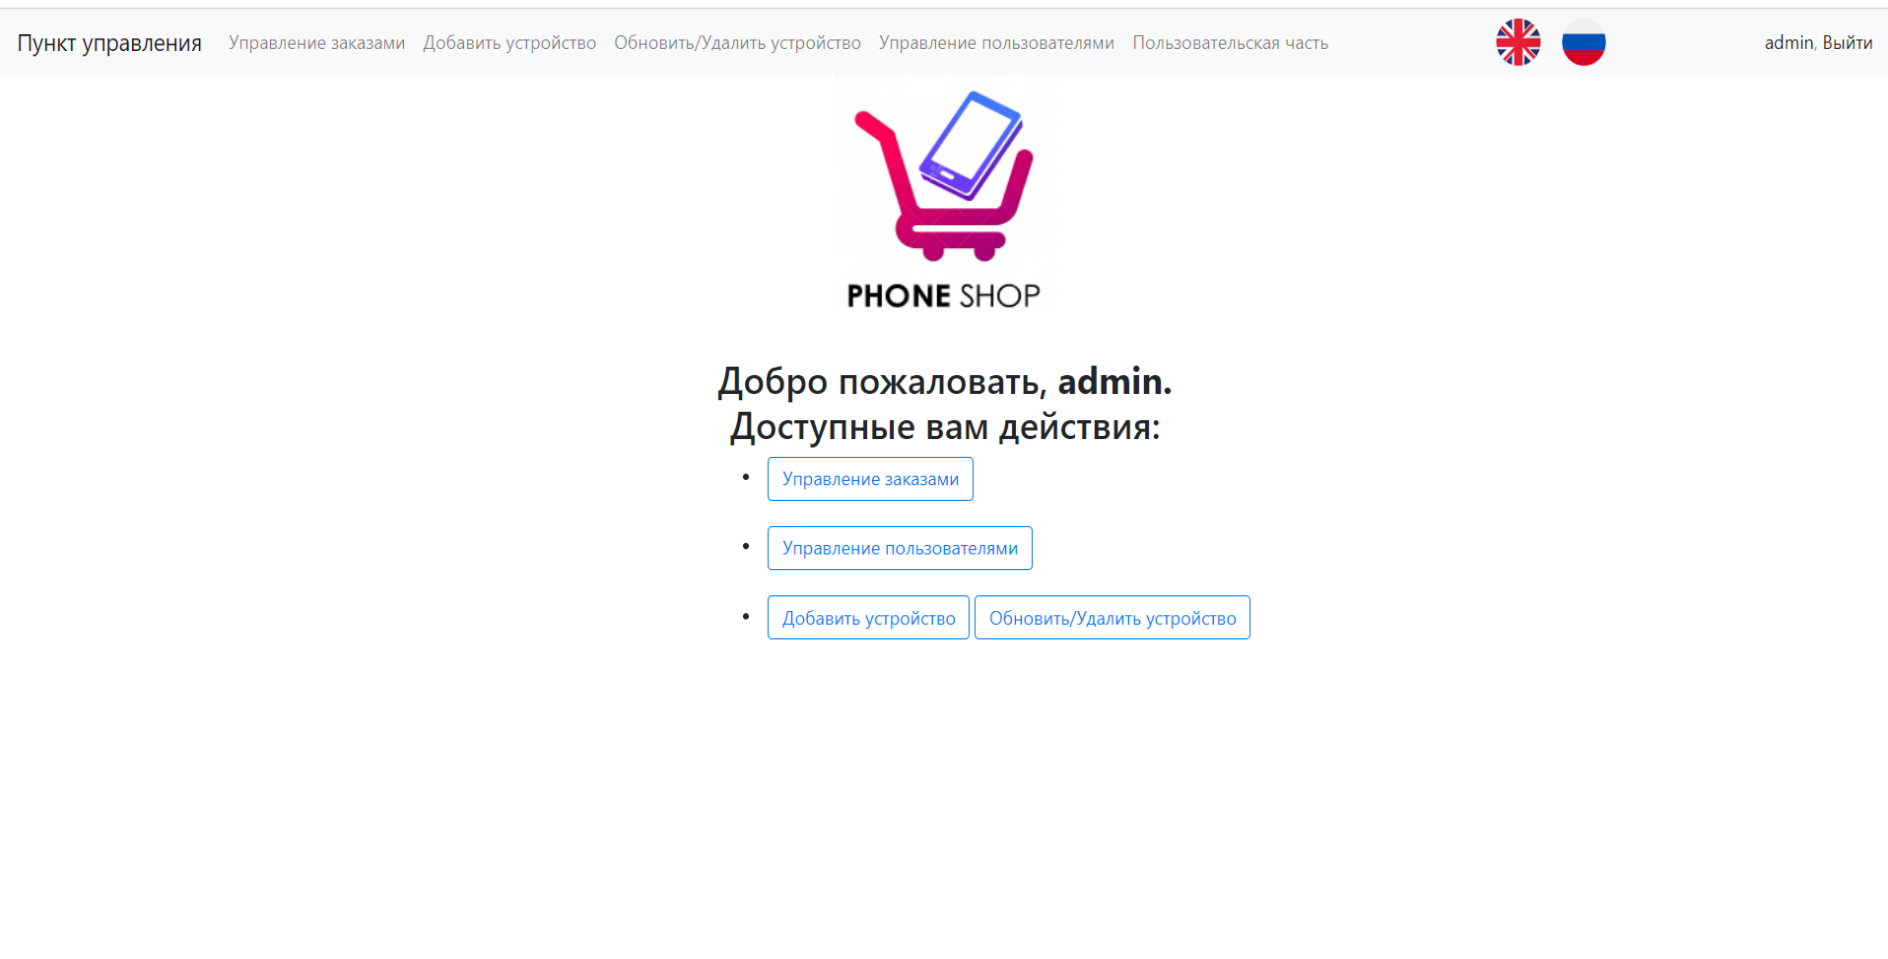 Пункт управления Управление заказами Добавить устройство Обновить/Удалить устройство Управление пользователями Пользовательская часть admin, Выйти
PHONE SHOP
Добро пожаловать, admin.
Доступные вам действия:
Управление заказами
Управление пользователями
Добавить устройство Обновить/Удалить устройство